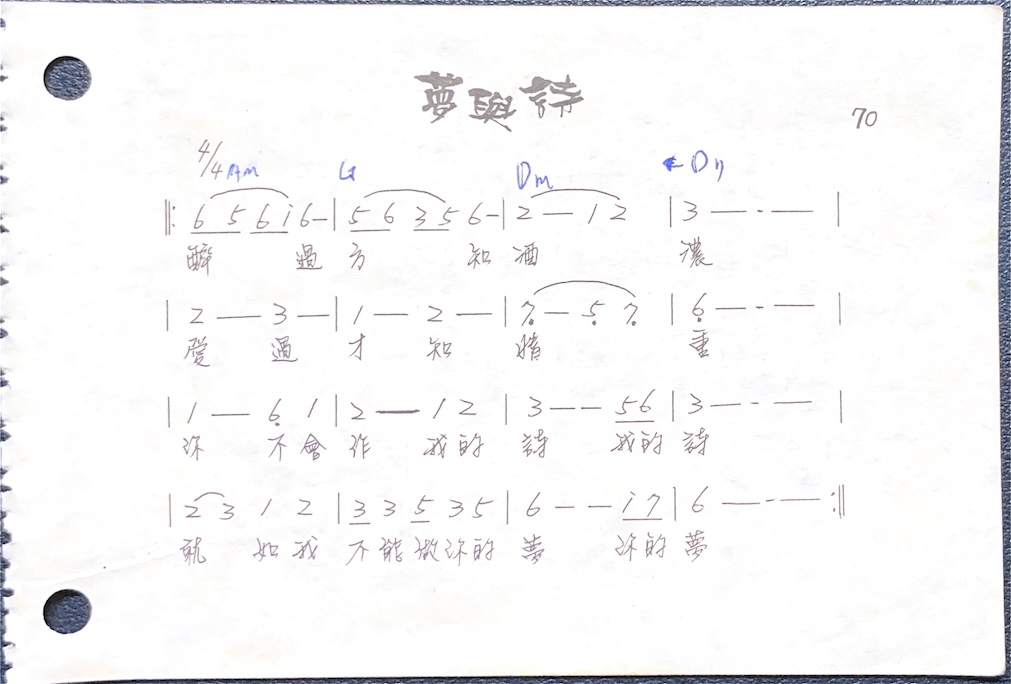 夢與詩
70
4/4 Am G Dm Dm
‖: 6 5 6 i 6 – | 5 6 3 5 6 – | 2 – 1 2 | 3 – - – |
醉 過 方 知 酒 濃
| 2 – 3 – | 1 – 2 – | 7̣ – 5̣ 7̣ | 6̣ – - – |
愛 過 才 知 情 重
| 1 – 6̣ 1 | 2 – 1 2 | 3 – – 5 6 | 3 – - – |
你 不會 作 我的 詩 我的 詩
| 2 3 1 2 | 3 3 5 3 5 | 6 – – i 7 | 6 – - – :‖
就 如我 不能做你的 夢 你的 夢